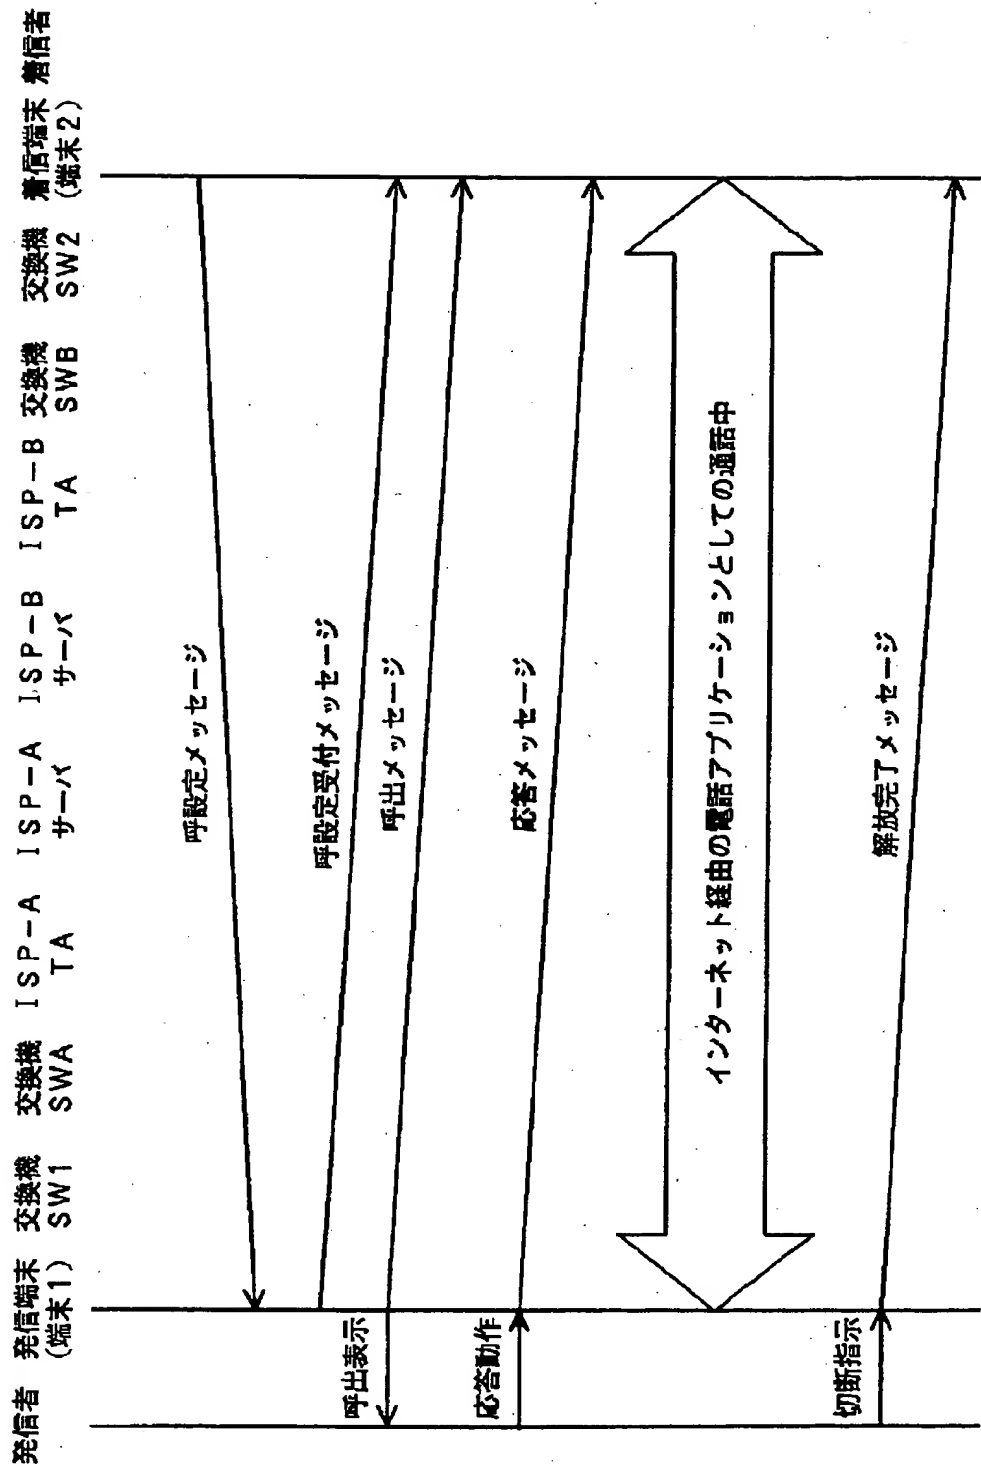 発信者 発信端末 交換機 交換機 ISP-A ISP-A ISP-B ISP-B 交換機 交換機 着信端末 着信者
(端末1) SW1 SWA TA サーバ サーバ TA SWB SW2 (端末2)
呼設定メッセージ
呼設定受付メッセージ
呼出表示
呼出メッセージ
応答動作
応答メッセージ
インターネット経由の電話アプリケーションとしての通話中
切断指示
解放完了メッセージ